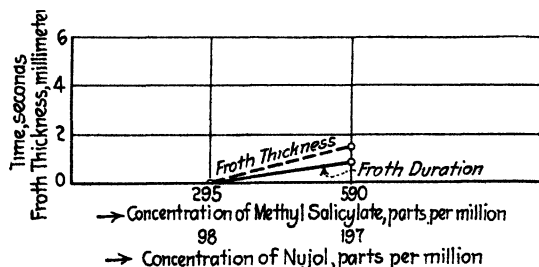 Time, seconds
Froth Thickness, millimeter
6
4
2
0
Froth Thickness
Froth Duration
295 590
→ Concentration of Methyl Salicylate, parts per million
98 197
→ Concentration of Nujol, parts per million